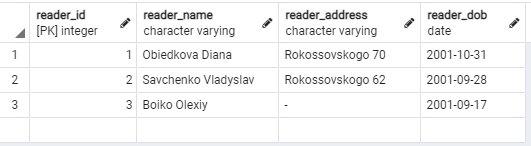 reader_id reader_name reader_address reader_dob
[PK] integer character varying character varying date
1 1 Obiedkova Diana Rokossovskogo 70 2001-10-31
2 2 Savchenko Vladyslav Rokossovskogo 62 2001-09-28
3 3 Boiko Olexiy - 2001-09-17